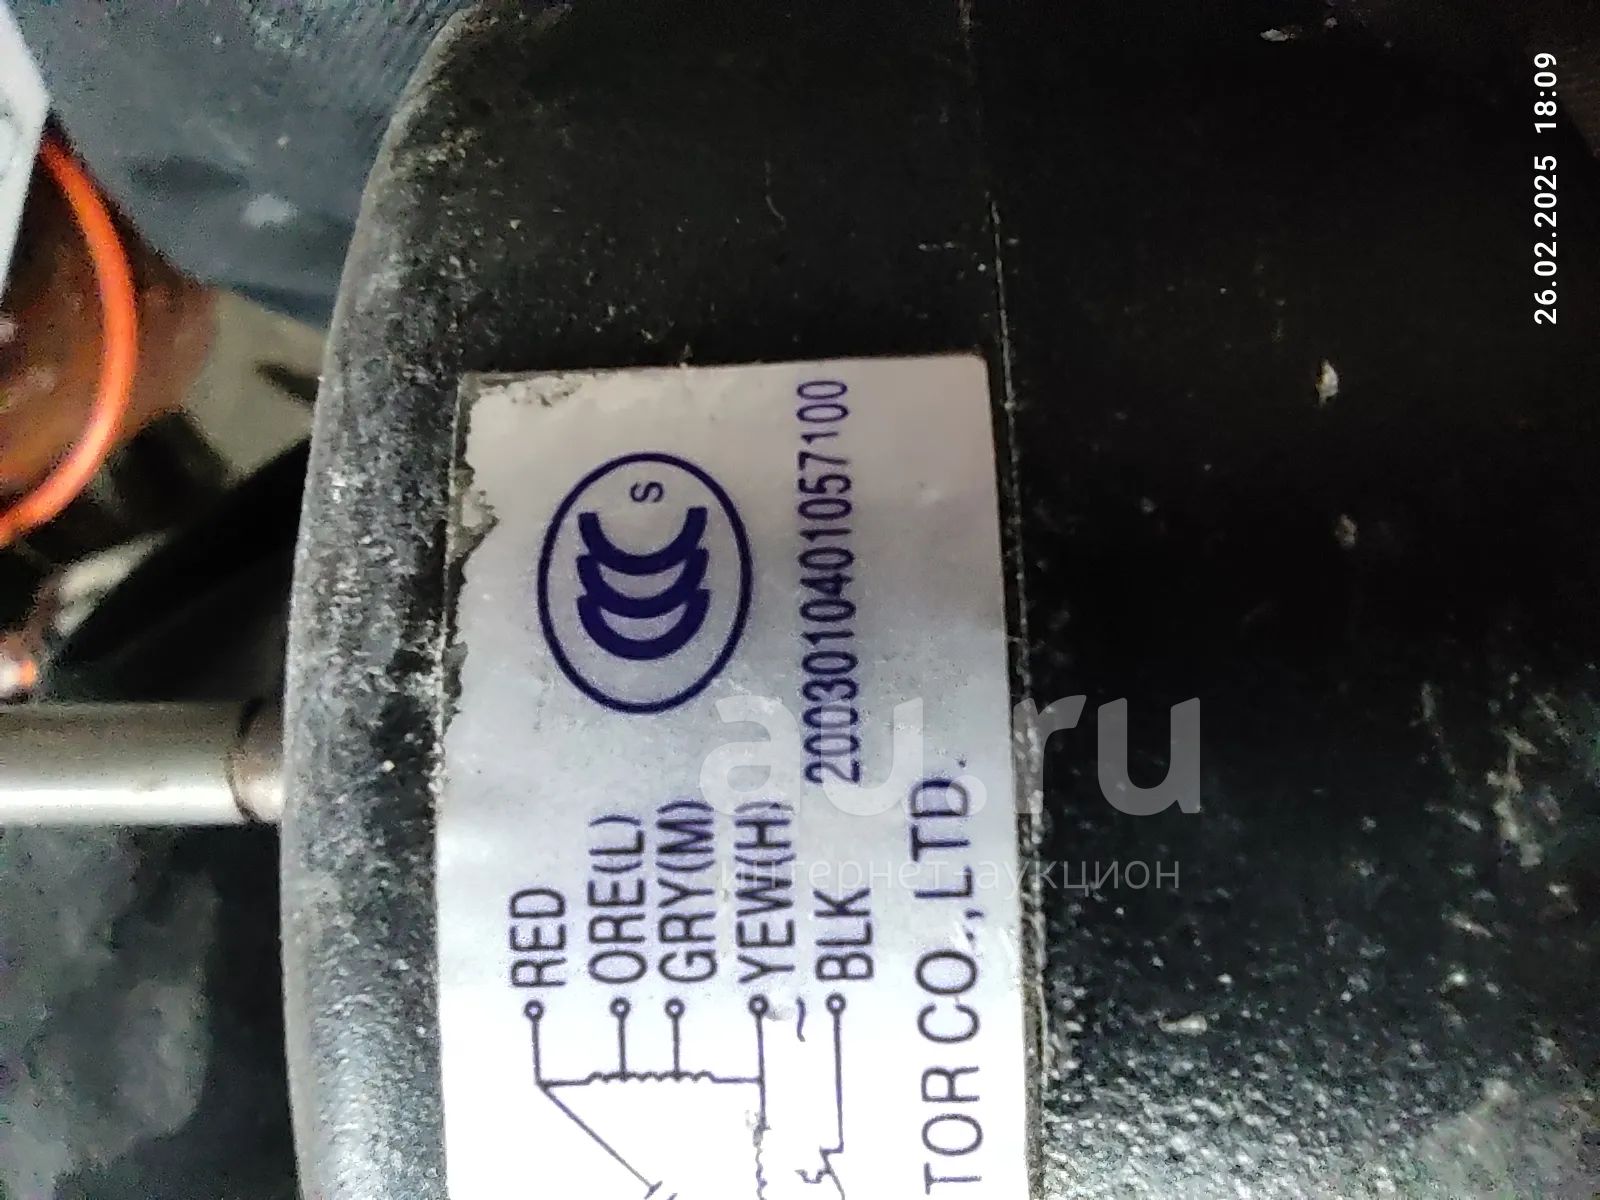 26.02.2025 18:09
S
RED
ORE(L)
GRY(M)
YEW(H)
~
BLK
2003010401057100
TOR CO.,LTD.
au.ru
интернет аукцион